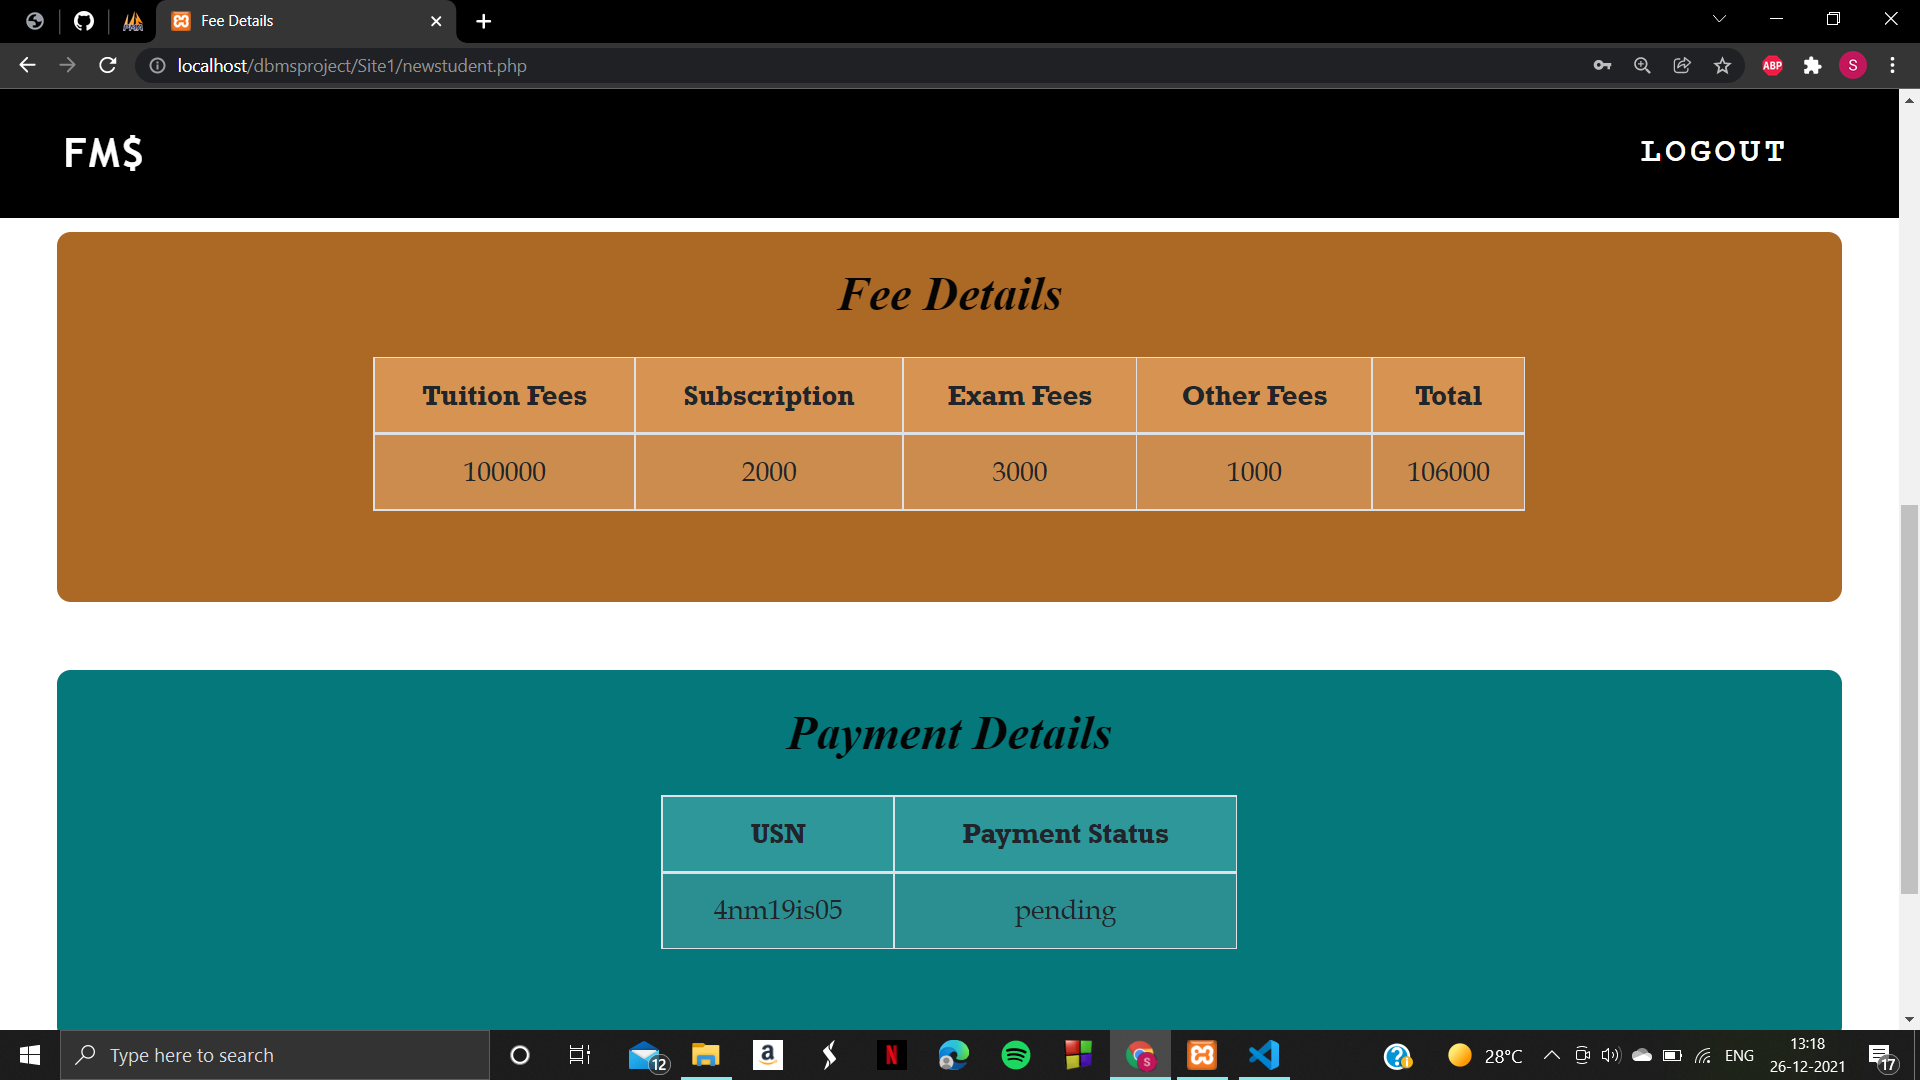 Fee Details
localhost/dbmsproject/Site1/newstudent.php
ABP
S
FM$
LOGOUT
Fee Details
Tuition Fees Subscription Exam Fees Other Fees Total
100000 2000 3000 1000 106000
Payment Details
USN Payment Status
4nm19is05 pending
Type here to search
12
a
N
S
28°C
ENG
13:18
26-12-2021
17